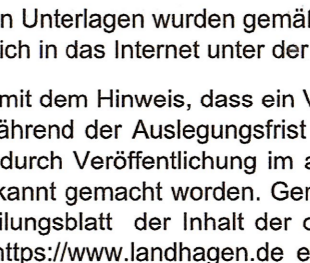 n Unterlagen wurden gemäß
ich in das Internet unter der
mit dem Hinweis, dass ein V
ährend der Auslegungsfrist
durch Veröffentlichung im a
kannt gemacht worden. Ger
ilungsblatt der Inhalt der o
https://www.landhagen.de e